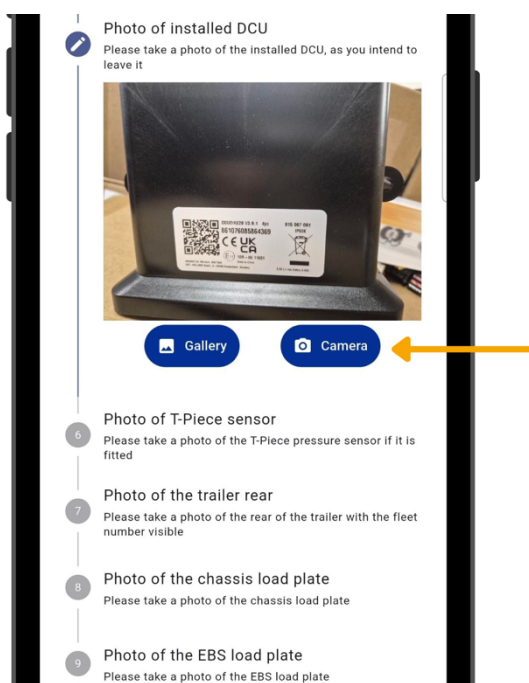 Photo of installed DCU
Please take a photo of the installed DCU, as you intend to
leave it
861076085864369
CE UK
CA
Gallery
Camera
6
Photo of T-Piece sensor
Please take a photo of the T-Piece pressure sensor if it is
fitted
7
Photo of the trailer rear
Please take a photo of the rear of the trailer with the fleet
number visible
8
Photo of the chassis load plate
Please take a photo of the chassis load plate
9
Photo of the EBS load plate
Please take a photo of the EBS load plate